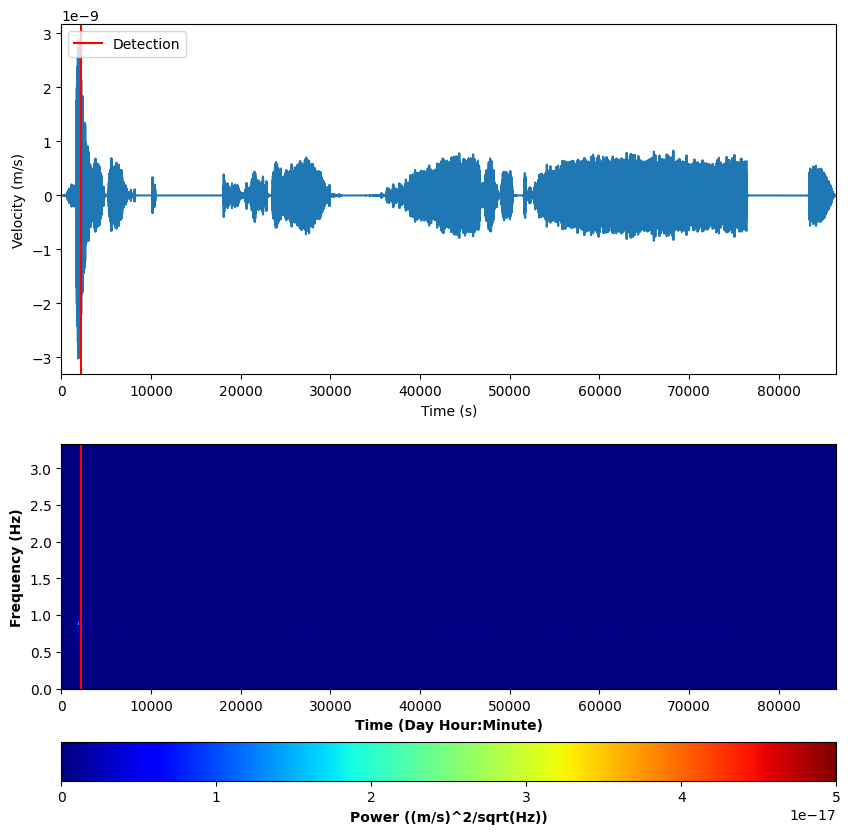 1e−9
3
2
1
0
−1
−2
−3
Velocity (m/s)
Detection
0 10000 20000 30000 40000 50000 60000 70000 80000
Time (s)
3.0
2.5
2.0
1.5
1.0
0.5
0.0
Frequency (Hz)
0 10000 20000 30000 40000 50000 60000 70000 80000
Time (Day Hour:Minute)
0 1 2 3 4 5
1e−17
Power ((m/s)^2/sqrt(Hz))